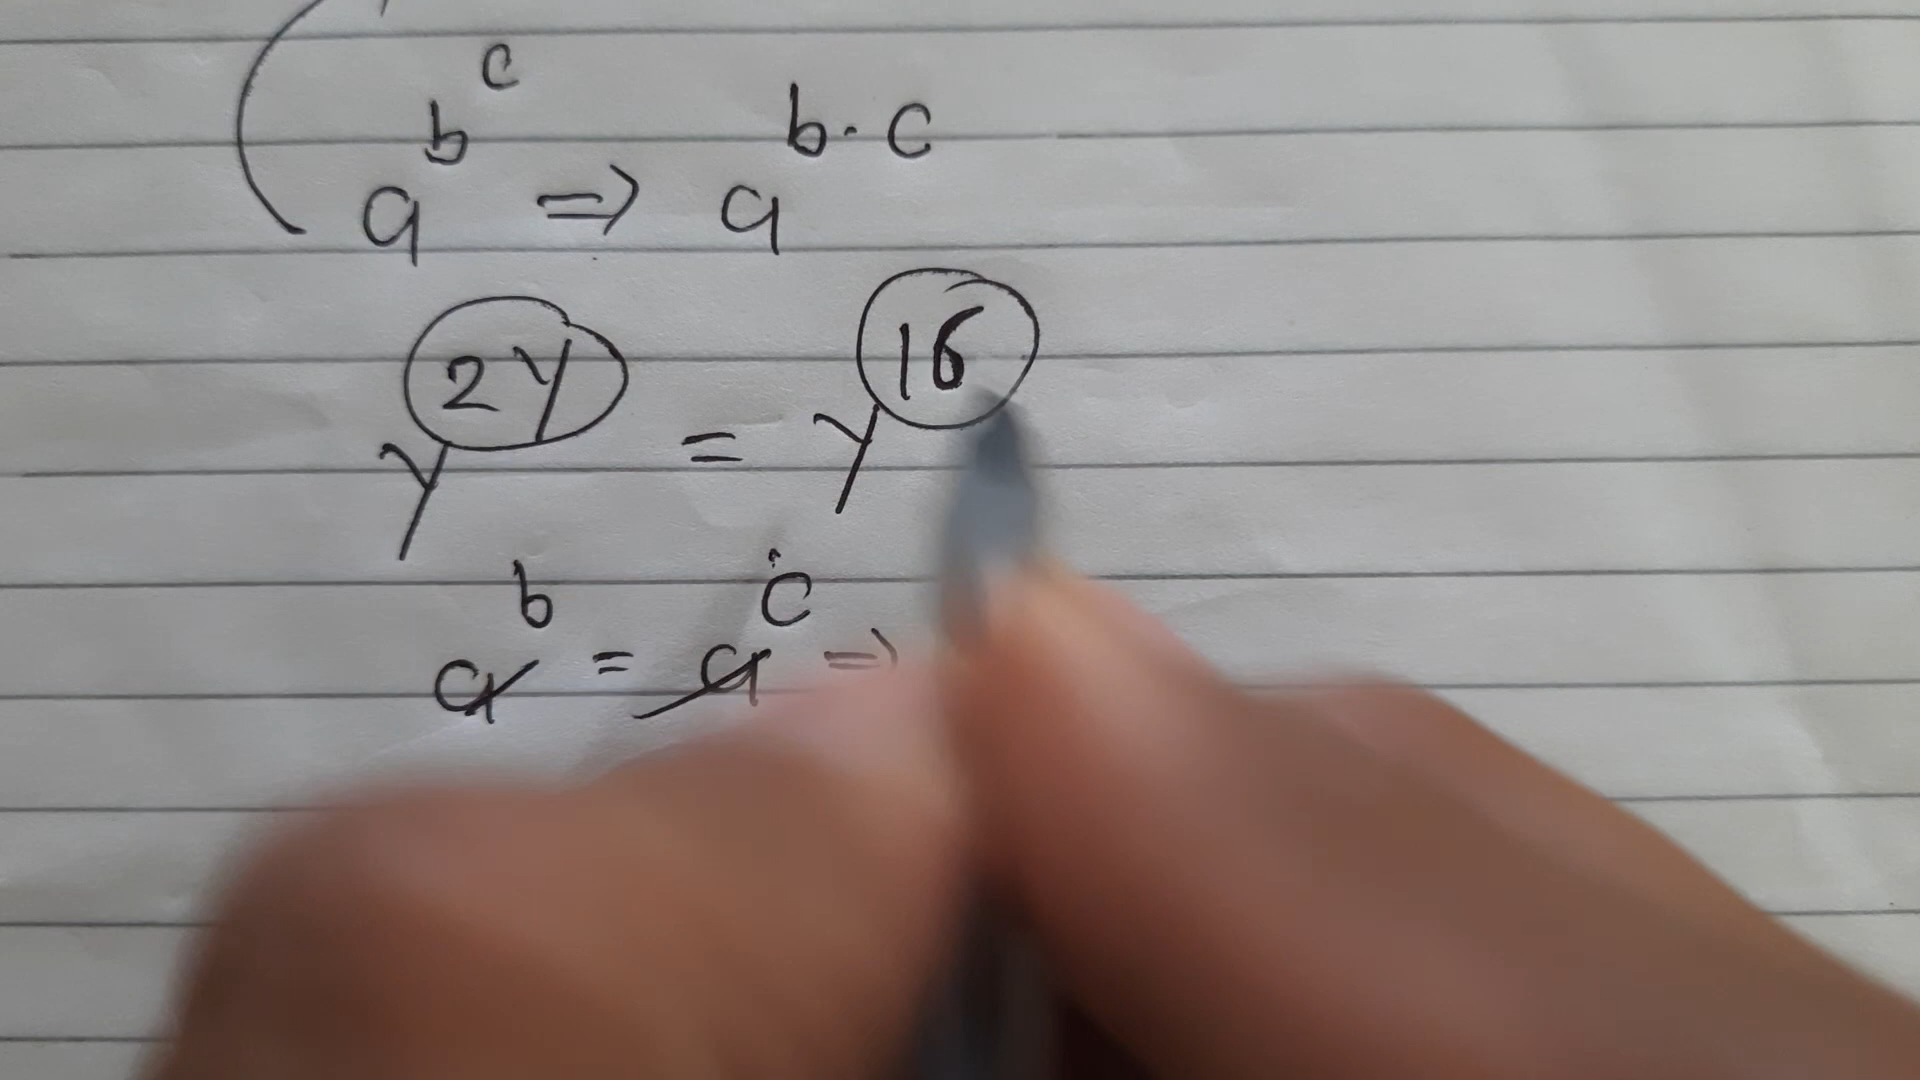 a^b^c => a^b·c
y^2y = y^16
a^b = a^c =>